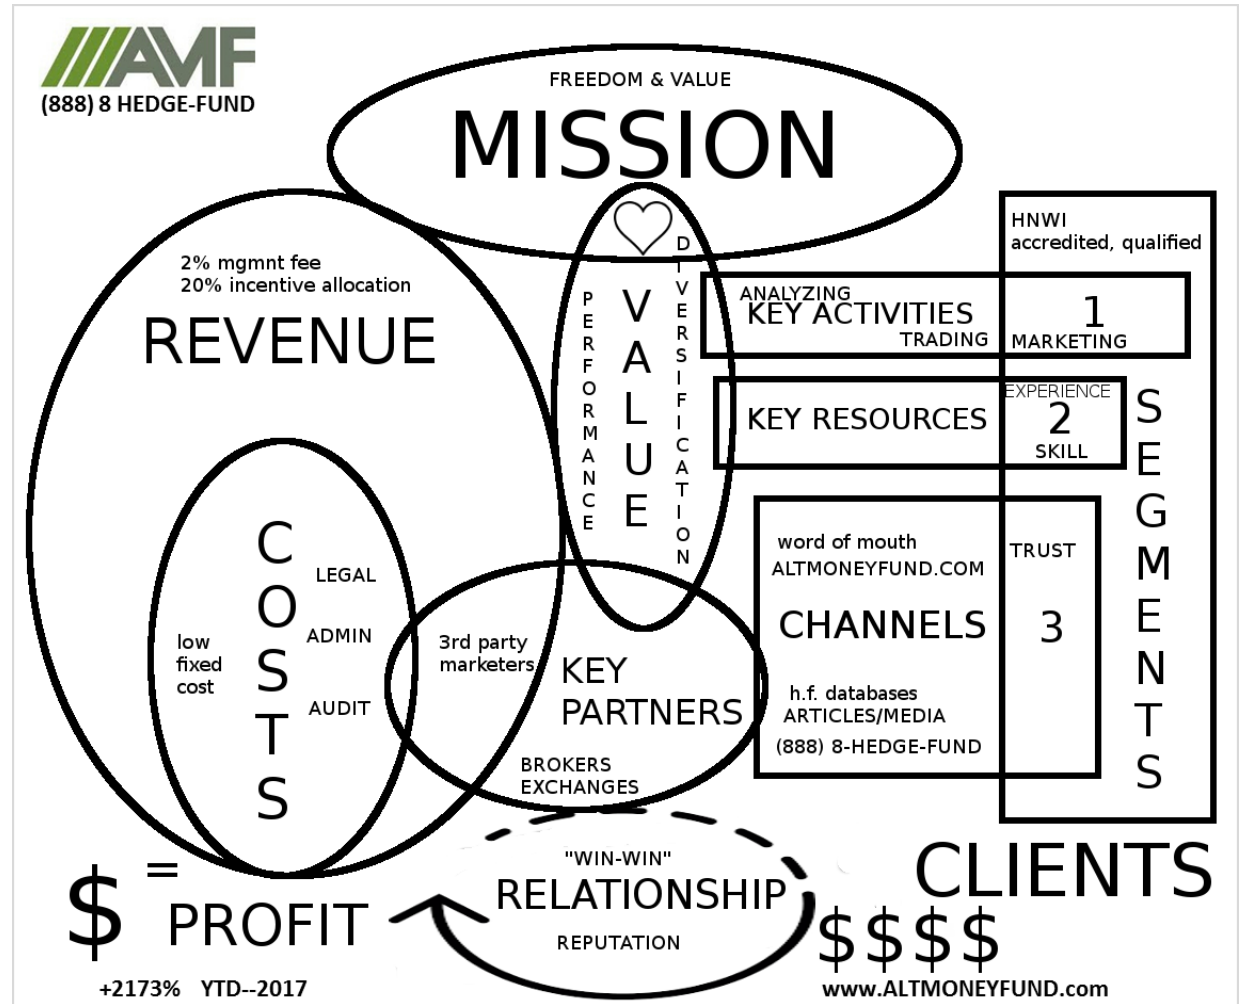 AMF
(888) 8 HEDGE-FUND
FREEDOM & VALUE
MISSION
2% mgmnt fee
20% incentive allocation
REVENUE
PERFORMANCE
VALUE
DIVERSIFICATION
HNWI
accredited, qualified
ANALYZING
KEY ACTIVITIES
TRADING
1
MARKETING
KEY RESOURCES
EXPERIENCE
2
SKILL
SEGMENTS
word of mouth
ALTMONEYFUND.COM
CHANNELS
h.f. databases
ARTICLES/MEDIA
(888) 8-HEDGE-FUND
TRUST
3
COSTS
LEGAL
ADMIN
AUDIT
low
fixed
cost
3rd party
marketers
KEY
PARTNERS
BROKERS
EXCHANGES
"WIN-WIN"
RELATIONSHIP
REPUTATION
$ =
PROFIT
+2173% YTD--2017
CLIENTS
$$$$
www.ALTMONEYFUND.com